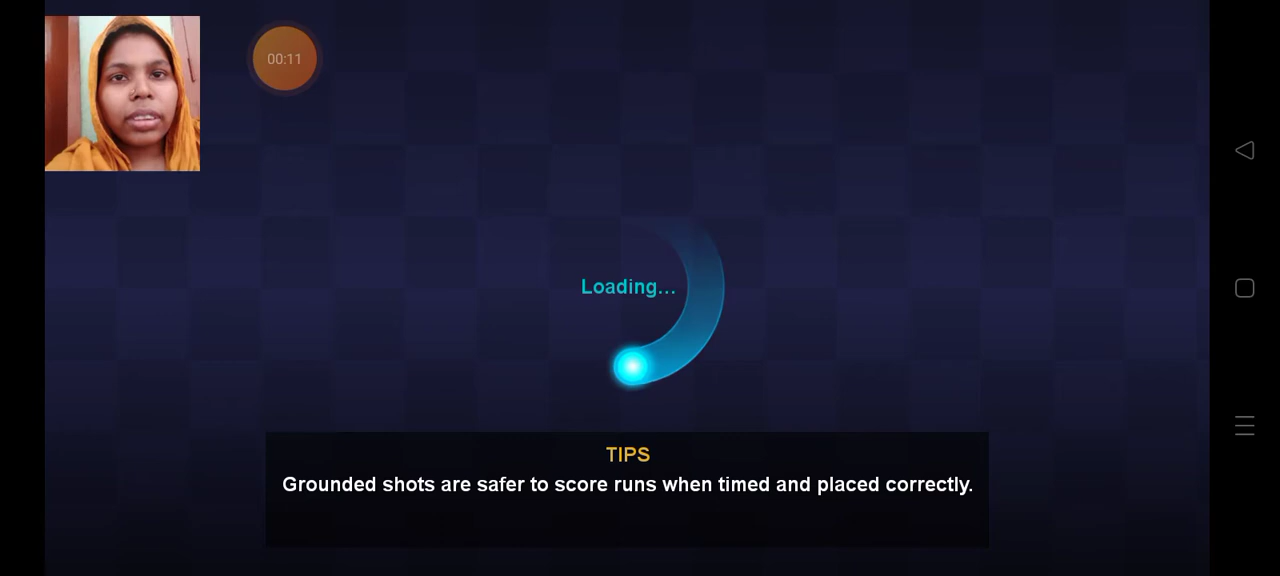 00:11
Loading...
TIPS
Grounded shots are safer to score runs when timed and placed correctly.